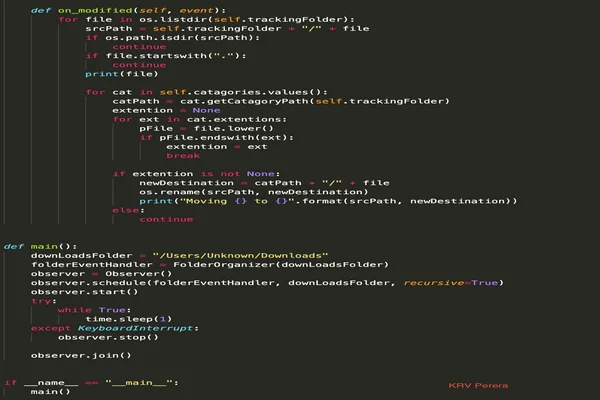 def on_modified(self, event):
for file in os.listdir(self.trackingFolder):
srcPath = self.trackingFolder + "/" + file
if os.path.isdir(srcPath):
continue
if file.startswith("."):
continue
print(file)
for cat in self.catagories.values():
catPath = cat.getCatagoryPath(self.trackingFolder)
extention = None
for ext in cat.extentions:
pFile = file.lower()
if pFile.endswith(ext):
extention = ext
break
if extention is not None:
newDestination = catPath + "/" + file
os.rename(srcPath, newDestination)
print("Moving {} to {}".format(srcPath, newDestination))
else:
continue
def main():
downLoadsFolder = "/Users/Unknown/Downloads"
folderEventHandler = FolderOrganizer(downLoadsFolder)
observer = Observer()
observer.schedule(folderEventHandler, downLoadsFolder, recursive=True)
observer.start()
try:
while True:
time.sleep(1)
except KeyboardInterrupt:
observer.stop()
observer.join()
if __name__ == "__main__":
main()
KRV Perera